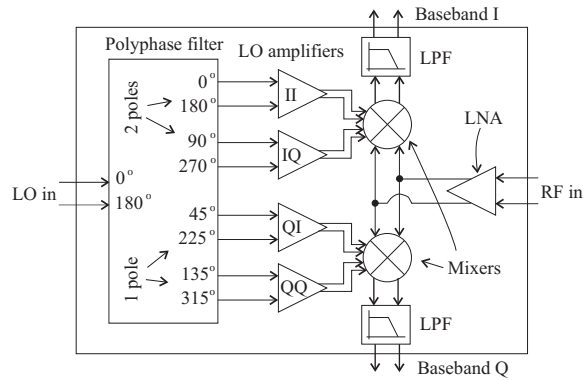 Baseband I
Polyphase filter
LO amplifiers
LPF
0°
180°
II
2 poles
LNA
90°
270°
IQ
LO in
0°
180°
RF in
45°
225°
QI
1 pole
Mixers
135°
315°
QQ
LPF
Baseband Q